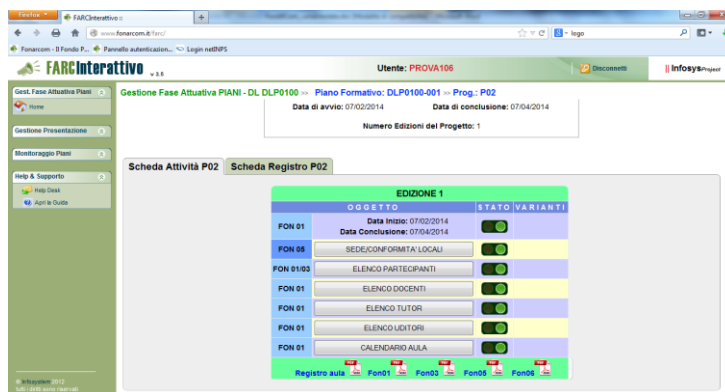 Firefox
FARCInterattivo ::
www.fonarcom.it/farc/
logo
Fonarcom - Il Fondo P...
Pannello autenticazion...
Login netINPS
FARCInterattivo v 3.5
Utente: PROVA106
Disconnetti
Infosys Project
Gest. Fase Attuativa Piani
Home
Gestione Presentazione
Monitoraggio Piani
Help & Supporto
Help Desk
Apri la Guida
Gestione Fase Attuativa PIANI - DL DLP0100 >> Piano Formativo: DLP0100-001 >> Prog.: P02
Data di avvio: 07/02/2014 Data di conclusione: 07/04/2014
Numero Edizioni del Progetto: 1
Scheda Attività P02
Scheda Registro P02
EDIZIONE 1
OGGETTO STATO VARIANTI
FON 01 Data Inizio: 07/02/2014
Data Conclusione: 07/04/2014
FON 05 SEDE/CONFORMITA' LOCALI
FON 01/03 ELENCO PARTECIPANTI
FON 01 ELENCO DOCENTI
FON 01 ELENCO TUTOR
FON 01 ELENCO UDITORI
FON 01 CALENDARIO AULA
Registro aula Fon01 Fon03 Fon05 Fon06
© Infosystem 2012
tutti i diritti sono riservati